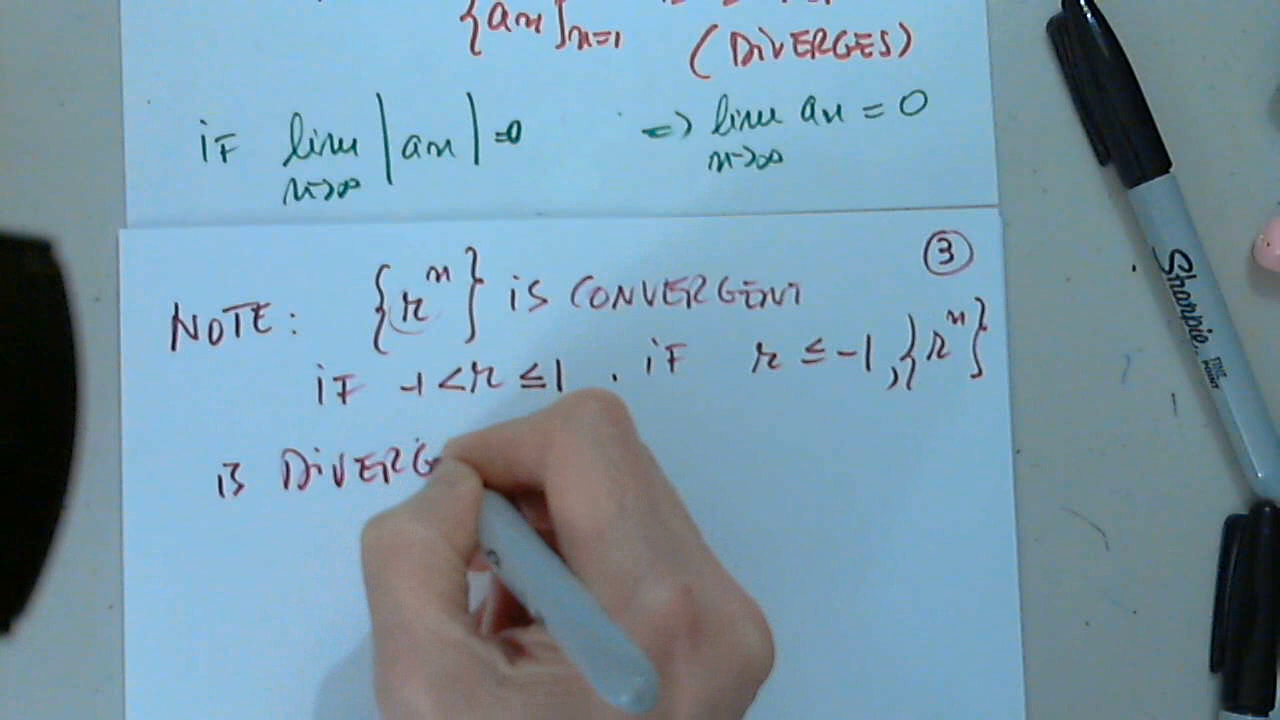 {an}n=1 (DiVERGES)
iF lim |an| =0 => lim an = 0
n->∞ n->∞
③
NOTE: {r^n} iS CONVERGENT
iF -1 < r ≤ 1 . iF r ≤ -1, {r^n}
iS DiVERG
Sharpie.